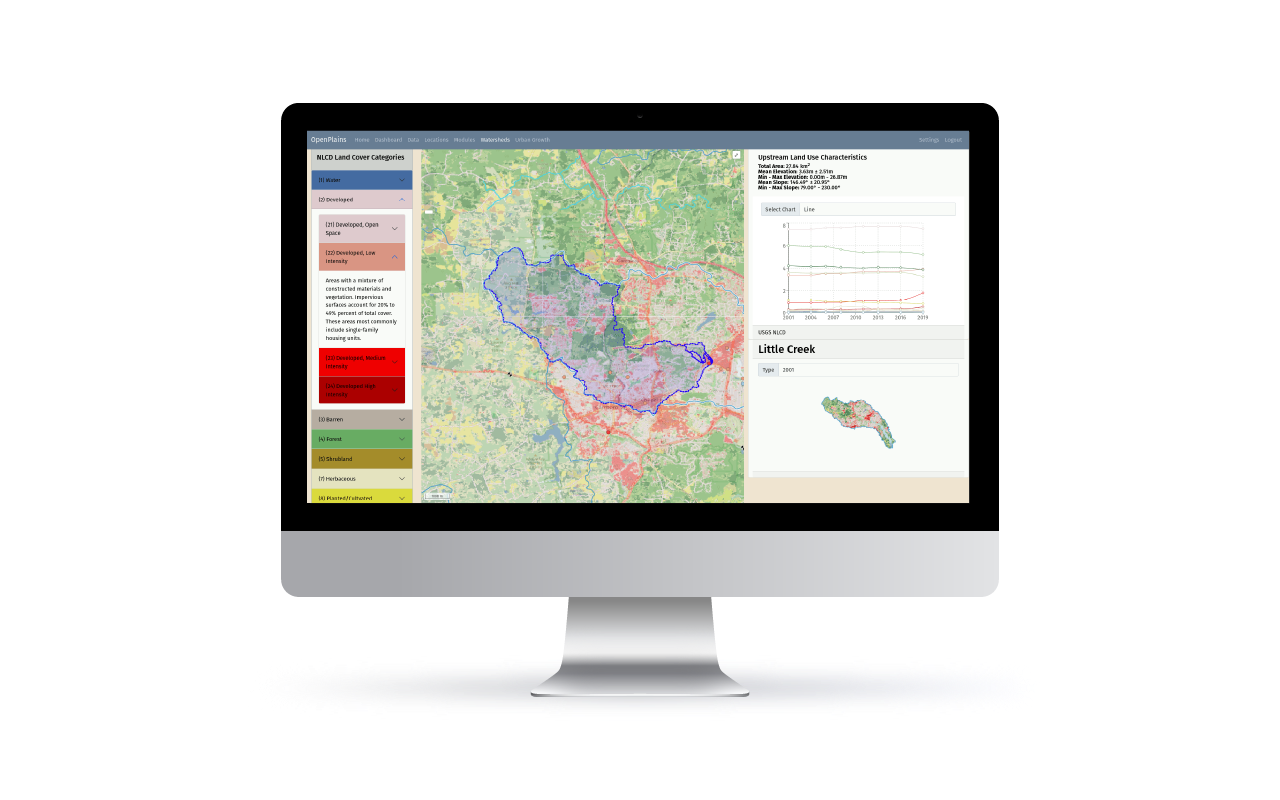 OpenPlains Home Dashboard Data Locations Modules Watersheds Urban Growth Settings Logout
NLCD Land Cover Categories
(1) Water
(2) Developed
(21) Developed, Open
Space
(22) Developed, Low
Intensity
Areas with a mixture of
constructed materials and
vegetation. Impervious
surfaces account for 20% to
49% percent of total cover.
These areas most commonly
include single-family
housing units.
(23) Developed, Medium
Intensity
(24) Developed High
Intensity
(3) Barren
(4) Forest
(5) Shrubland
(7) Herbaceous
(8) Planted/Cultivated
Upstream Land Use Characteristics
Total Area: 27.84 km²
Mean Elevation: 3.63m ± 2.51m
Min - Max Elevation: 0.00m - 26.87m
Mean Slope: 146.49° ± 20.95°
Min - Max Slope: 79.00° - 230.00°
Select Chart Line
8
6
4
2
0
2001 2004 2007 2010 2013 2016 2019
USGS NLCD
Little Creek
Type 2001